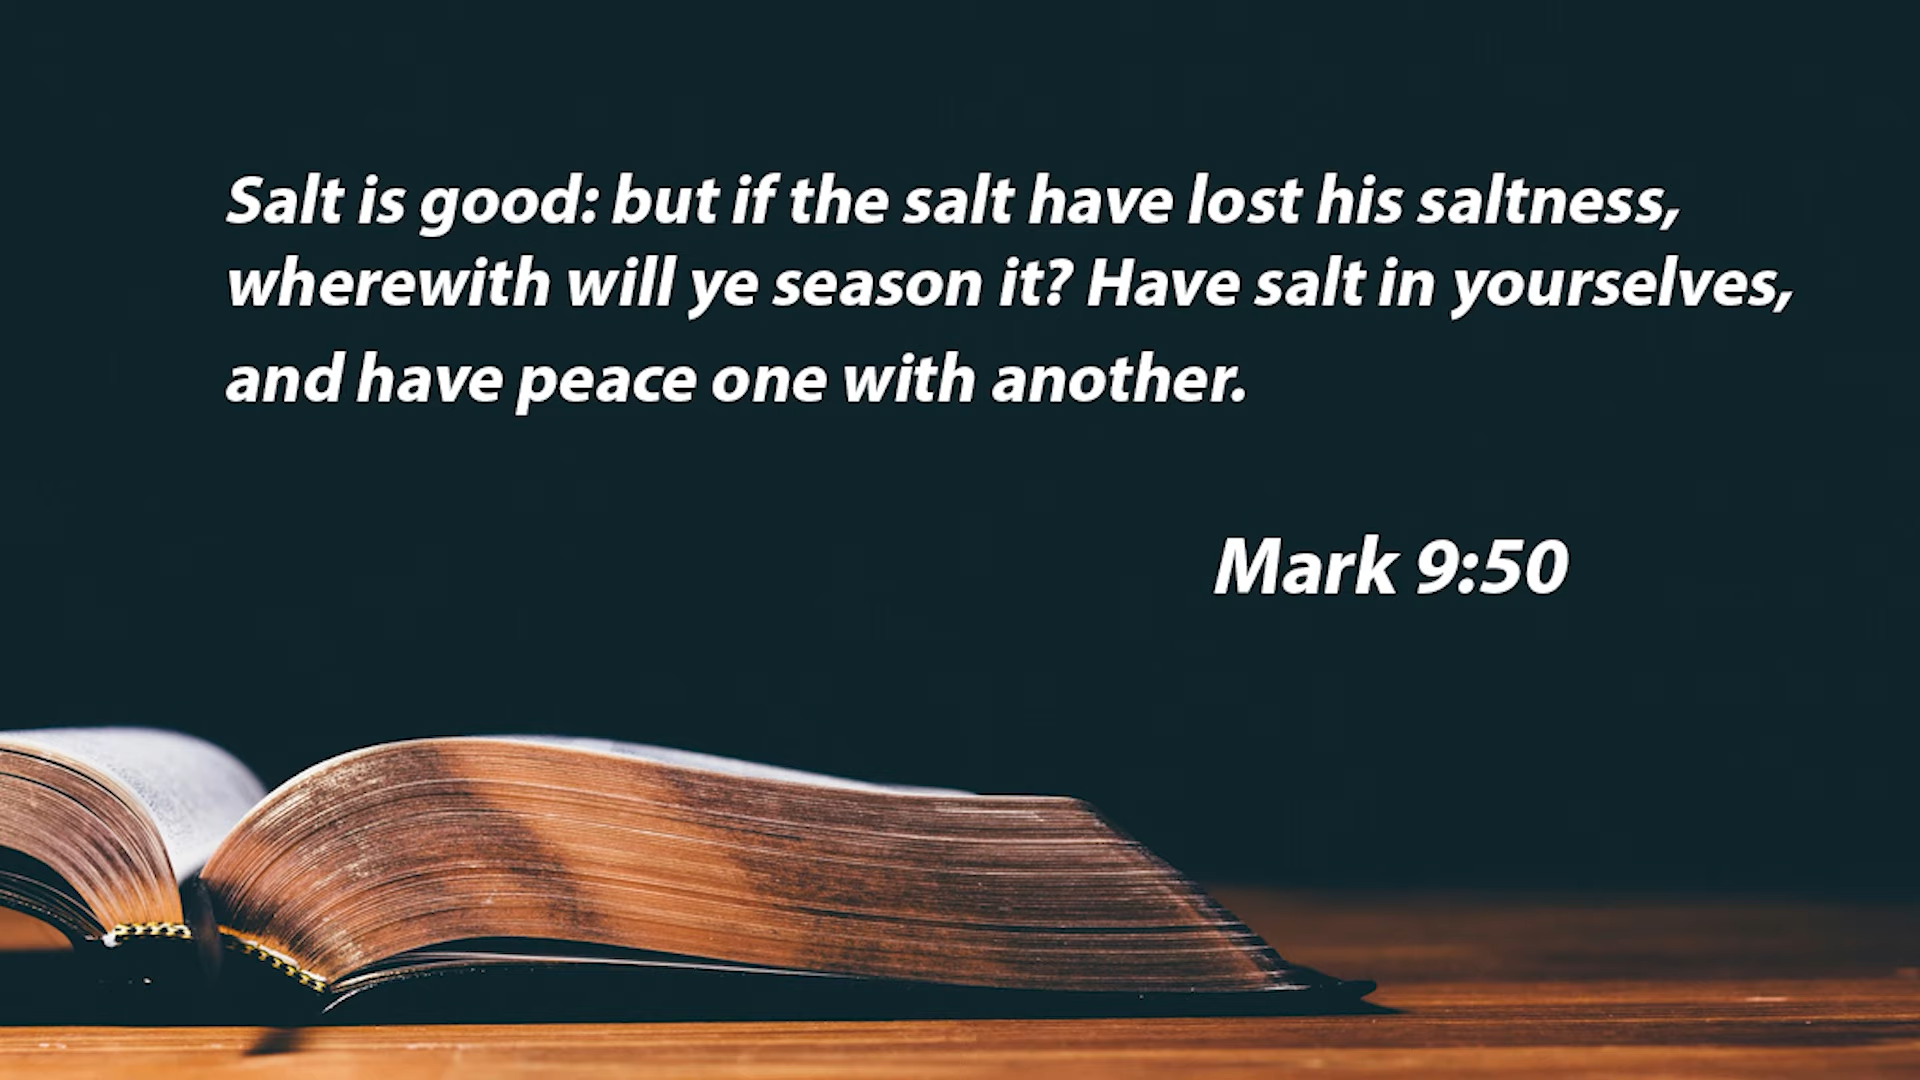 Salt is good: but if the salt have lost his saltness,
wherewith will ye season it? Have salt in yourselves,
and have peace one with another.
Mark 9:50